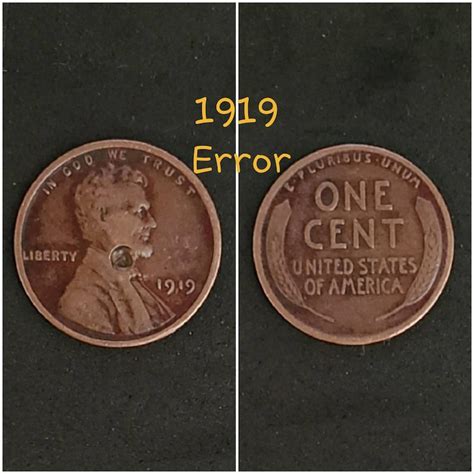 1919
Error
IN GOD WE TRUST
LIBERTY
1919
E·PLURIBUS·UNUM
ONE
CENT
UNITED STATES
OF AMERICA